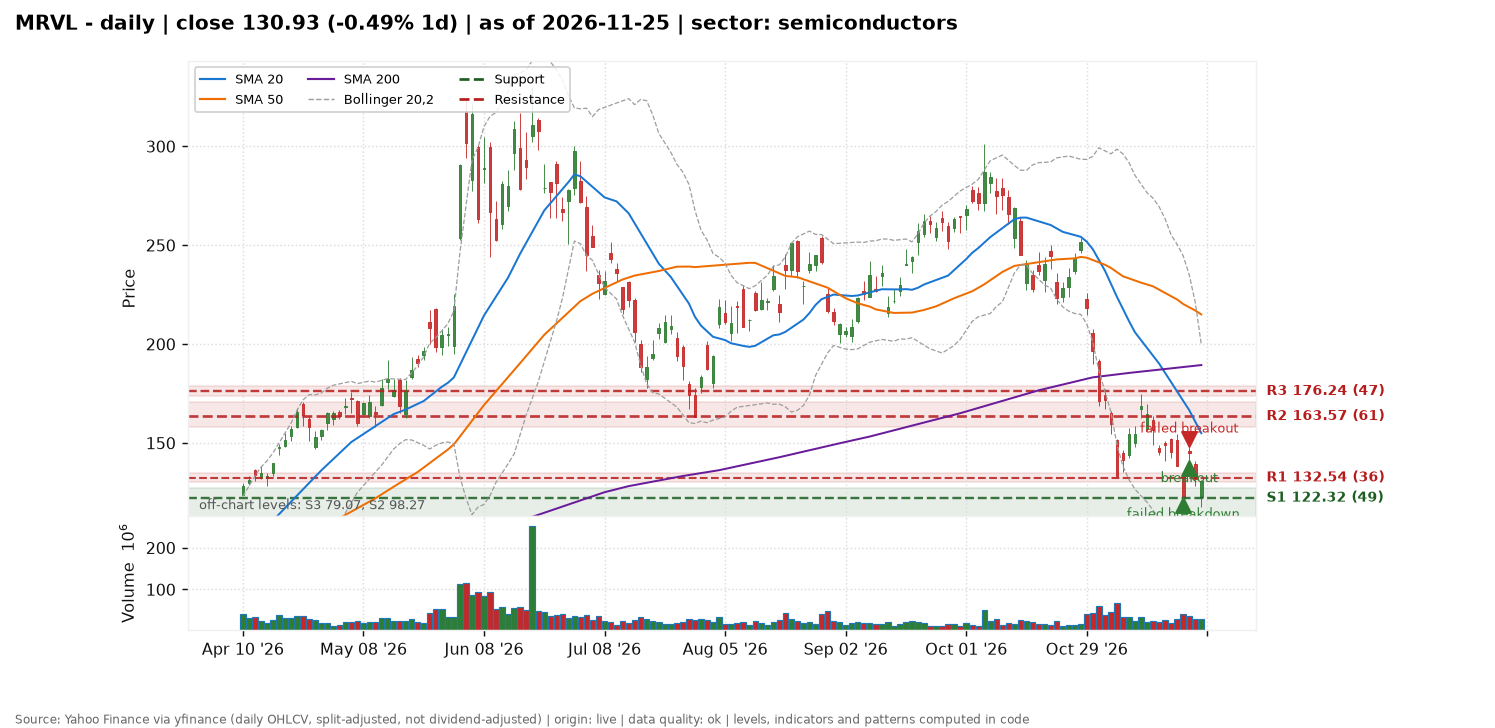 MRVL - daily | close 130.93 (-0.49% 1d) | as of 2026-11-25 | sector: semiconductors
SMA 20
SMA 50
SMA 200
Bollinger 20,2
Support
Resistance
Price
300
250
200
150
R3 176.24 (47)
R2 163.57 (61)
failed breakout
R1 132.54 (36)
breakout
S1 122.32 (49)
off-chart levels: S3 79.07, S2 98.27
failed breakdown
Volume 10⁶
200
100
Apr 10 '26
May 08 '26
Jun 08 '26
Jul 08 '26
Aug 05 '26
Sep 02 '26
Oct 01 '26
Oct 29 '26
Source: Yahoo Finance via yfinance (daily OHLCV, split-adjusted, not dividend-adjusted) | origin: live | data quality: ok | levels, indicators and patterns computed in code